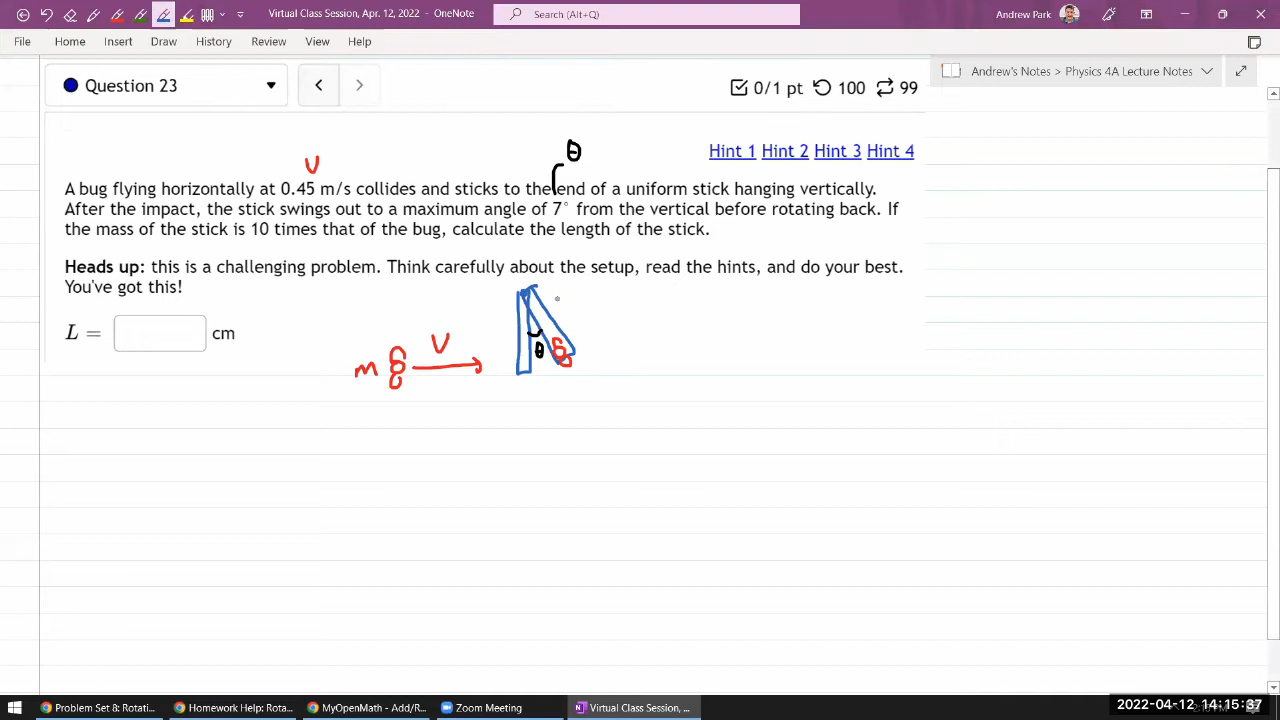 Virtual Class Session, Apr. 12, 2022 - OneNote
Search (Alt+Q)
Andrew Park
File Home Insert Draw History Review View Help
Question 23
0/1 pt 100 99
Andrew's Notes > Physics 4A Lecture Notes
θ
Hint 1 Hint 2 Hint 3 Hint 4
v
A bug flying horizontally at 0.45 m/s collides and sticks to the end of a uniform stick hanging vertically.
After the impact, the stick swings out to a maximum angle of 7° from the vertical before rotating back. If
the mass of the stick is 10 times that of the bug, calculate the length of the stick.
Heads up: this is a challenging problem. Think carefully about the setup, read the hints, and do your best.
You've got this!
L = cm
v
m
θ
Problem Set & Rotati...
Homework Help: Rota...
MyOpenMath - Add/R...
Zoom Meeting
Virtual Class Session, ...
2022-04-12 14:15:37